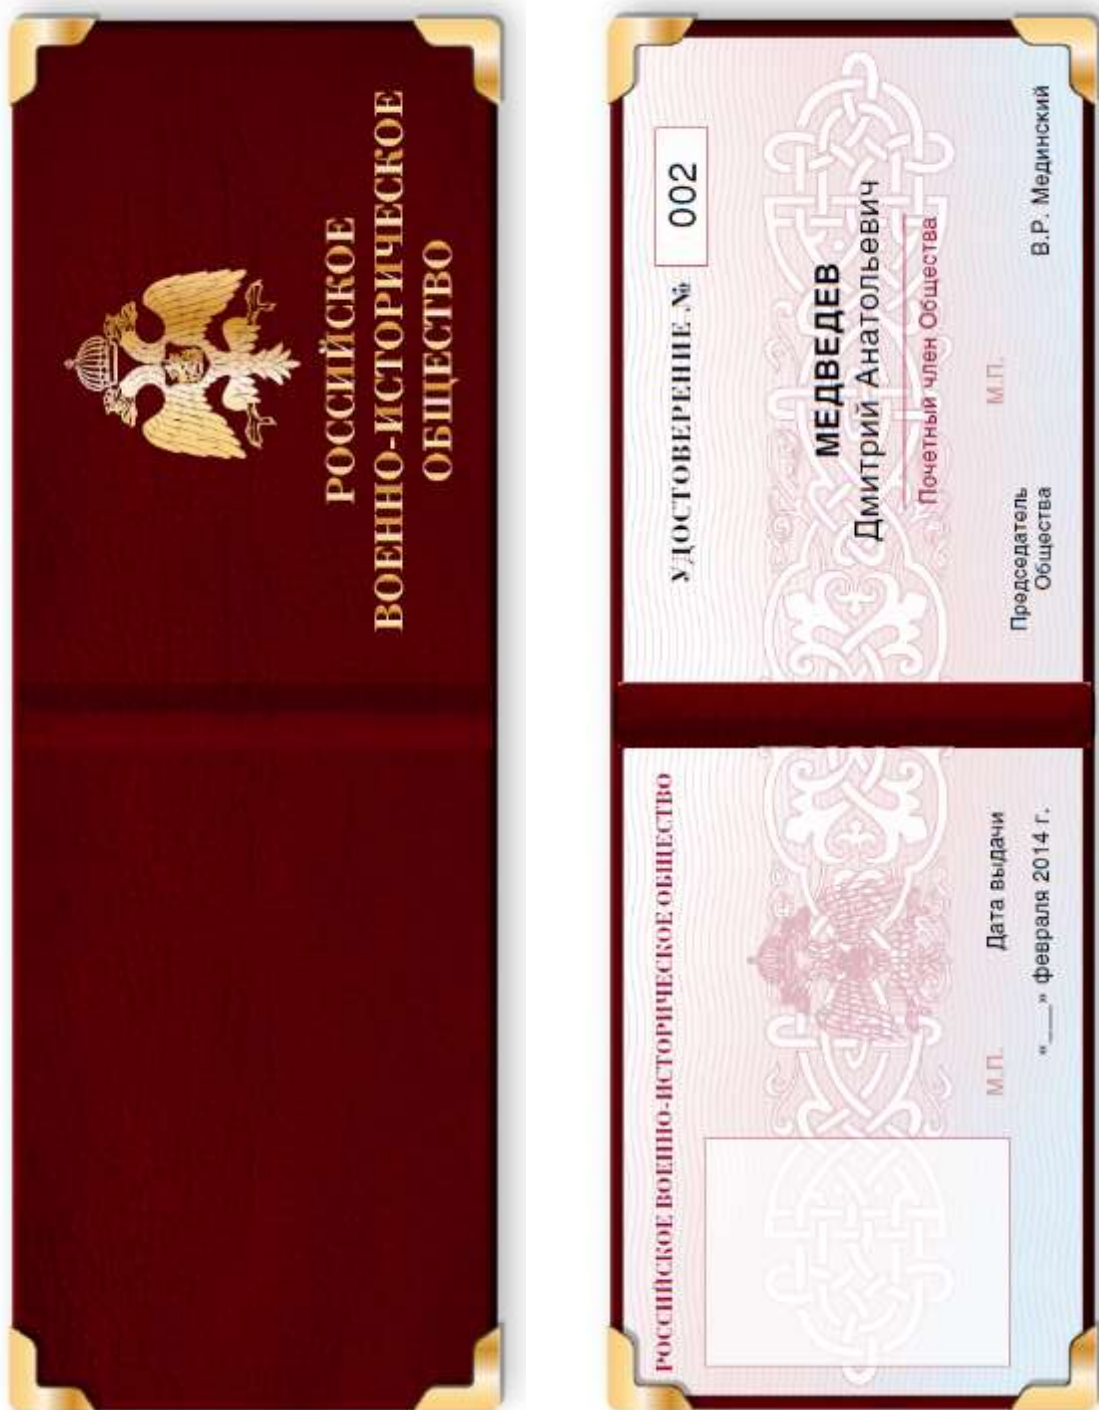 РОССИЙСКОЕ
ВОЕННО-ИСТОРИЧЕСКОЕ
ОБЩЕСТВО
РОССИЙСКОЕ ВОЕННО-ИСТОРИЧЕСКОЕ ОБЩЕСТВО
М.П.
Дата выдачи
«___» февраля 2014 г.
УДОСТОВЕРЕНИЕ № 002
МЕДВЕДЕВ
Дмитрий Анатольевич
Почетный член Общества
М.П.
Председатель
Общества
В.Р. Мединский